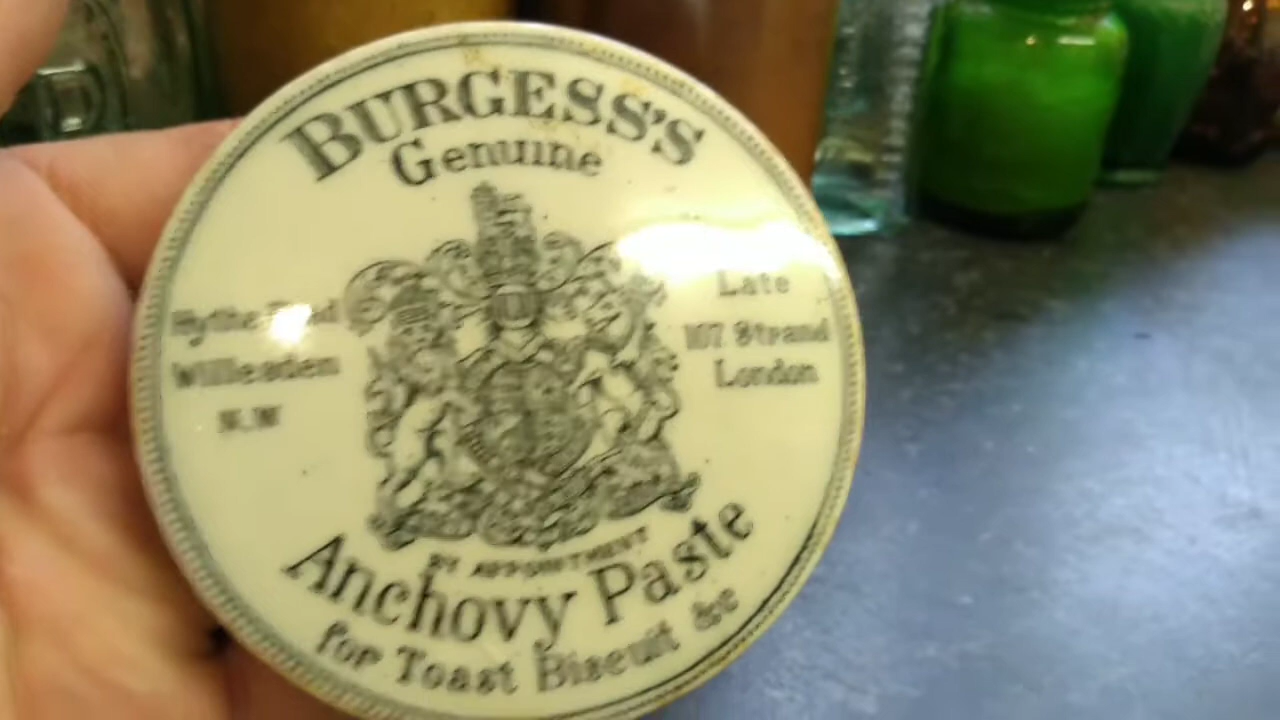 BURGESS'S
Genuine
Hythe Road
Willesden
N.W
Late
107 Strand
London
BY APPOINTMENT
Anchovy Paste
for Toast Biscuit &c